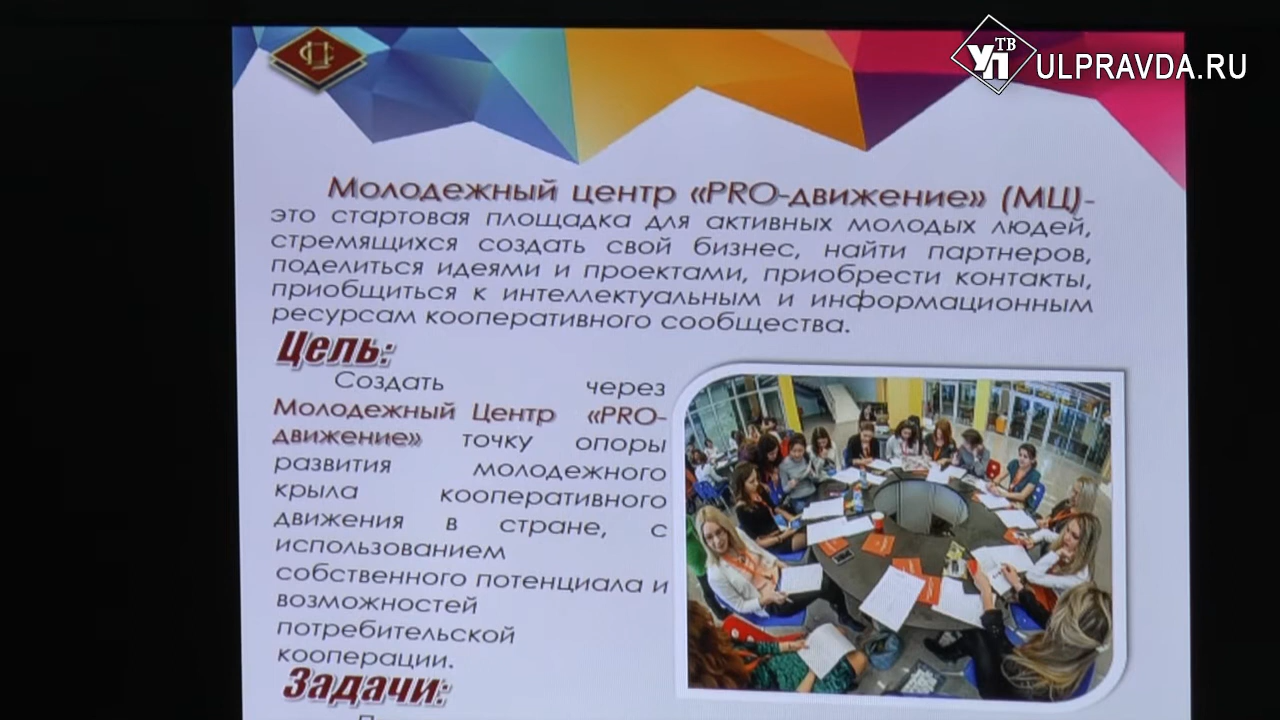 УП ТВ
ULPRAVDA.RU
Молодежный центр «PRO-движение» (МЦ)-
это стартовая площадка для активных молодых людей,
стремящихся создать свой бизнес, найти партнеров,
поделиться идеями и проектами, приобрести контакты,
приобщиться к интеллектуальным и информационным
ресурсам кооперативного сообщества.
Цель:
Создать через
Молодежный Центр «PRO-
движение» точку опоры
развития молодежного
крыла кооперативного
движения в стране, с
использованием
собственного потенциала и
возможностей
потребительской
кооперации.
Задачи: